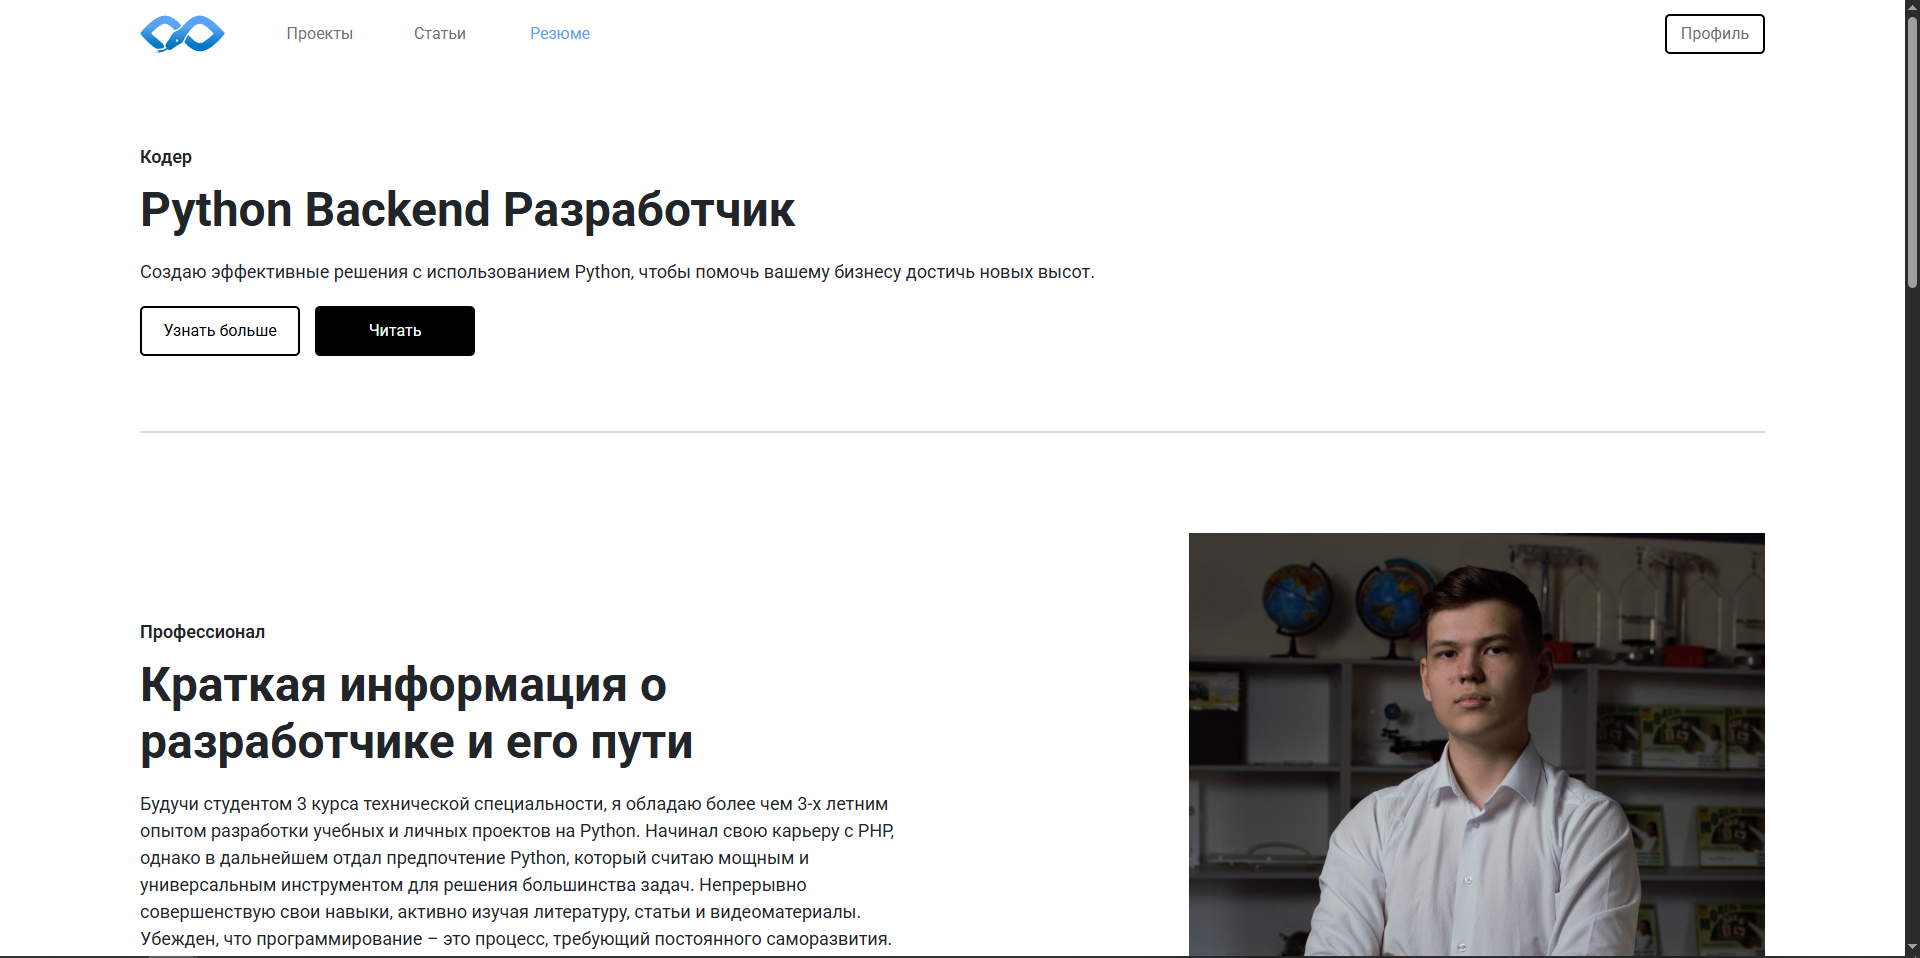 Проекты
Статьи
Резюме
Профиль
Кодер
Python Backend Разработчик
Создаю эффективные решения с использованием Python, чтобы помочь вашему бизнесу достичь новых высот.
Узнать больше
Читать
Профессионал
Краткая информация о
разработчике и его пути
Будучи студентом 3 курса технической специальности, я обладаю более чем 3-х летним
опытом разработки учебных и личных проектов на Python. Начинал свою карьеру с PHP,
однако в дальнейшем отдал предпочтение Python, который считаю мощным и
универсальным инструментом для решения большинства задач. Непрерывно
совершенствую свои навыки, активно изучая литературу, статьи и видеоматериалы.
Убежден, что программирование – это процесс, требующий постоянного саморазвития.